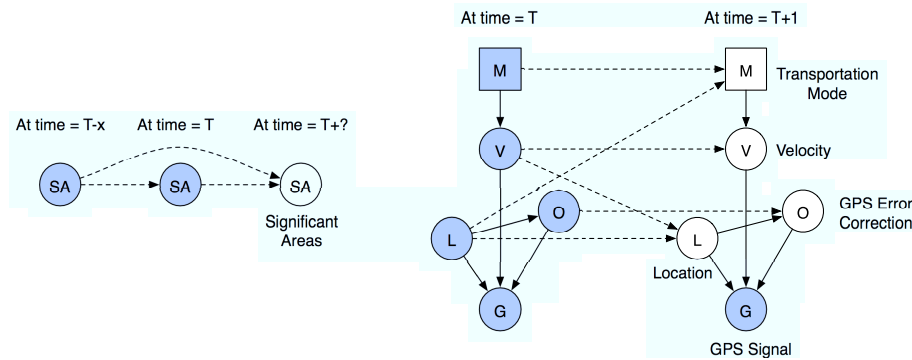 At time = T
At time = T+1
M
M
Transportation
Mode
At time = T-x
At time = T
At time = T+?
V
V
Velocity
SA
SA
SA
Significant
Areas
O
O
GPS Error
Correction
L
L
Location
G
G
GPS Signal